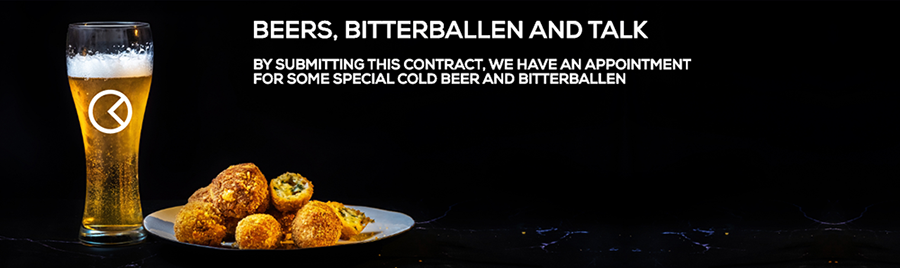 BEERS, BITTERBALLEN AND TALK
BY SUBMITTING THIS CONTRACT, WE HAVE AN APPOINTMENT
FOR SOME SPECIAL COLD BEER AND BITTERBALLEN